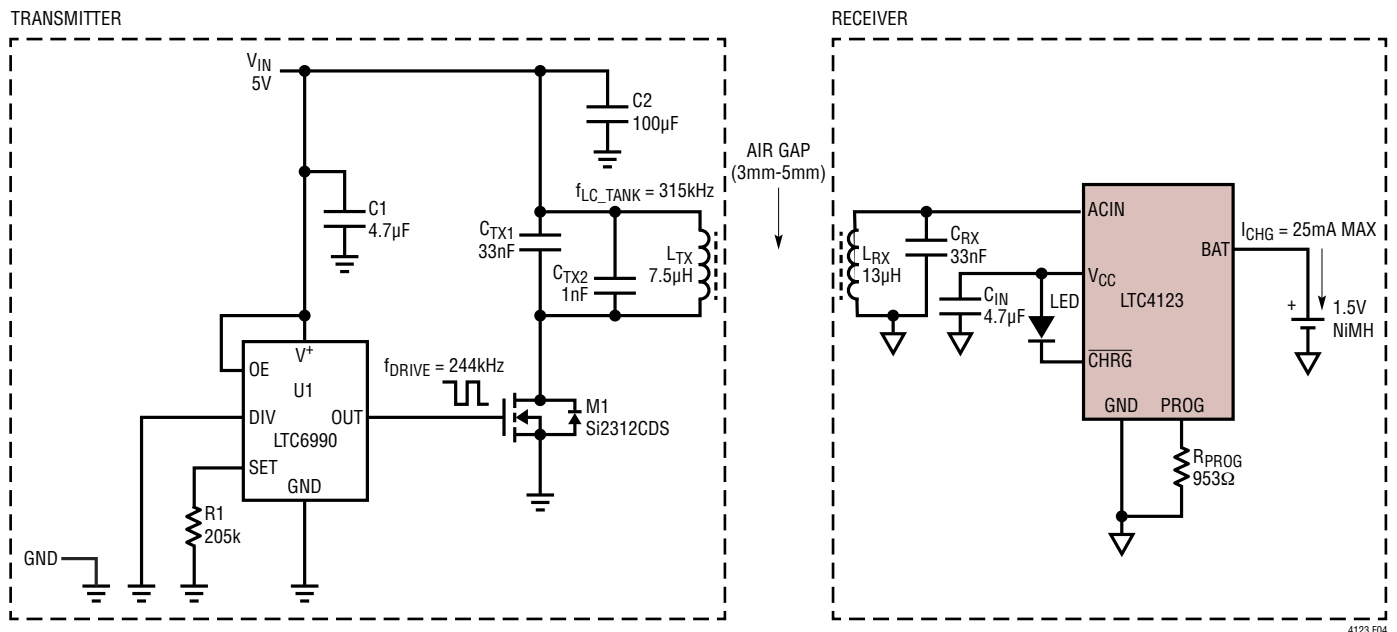 TRANSMITTER
RECEIVER
VIN
5V
C2
100µF
AIR GAP
(3mm-5mm)
C1
4.7µF
fLC_TANK = 315kHz
CTX1
33nF
CTX2
1nF
LTX
7.5µH
LRX
13µH
CRX
33nF
CIN
4.7µF
LED
ACIN
VCC
LTC4123
CHRG
BAT
GND
PROG
ICHG = 25mA MAX
+
1.5V
NiMH
RPROG
953Ω
V+
OE
U1
DIV
OUT
LTC6990
SET
GND
fDRIVE = 244kHz
M1
Si2312CDS
R1
205k
GND
4123 F04